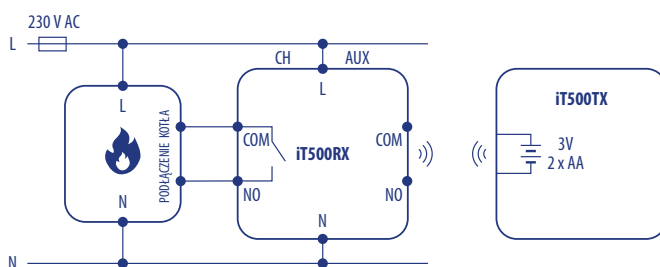 230 V AC
L
CH AUX
L
L
iT500TX
PODŁĄCZENIE KOTŁA
COM
iT500RX
COM
3V
2 x AA
NO
NO
N
N
N